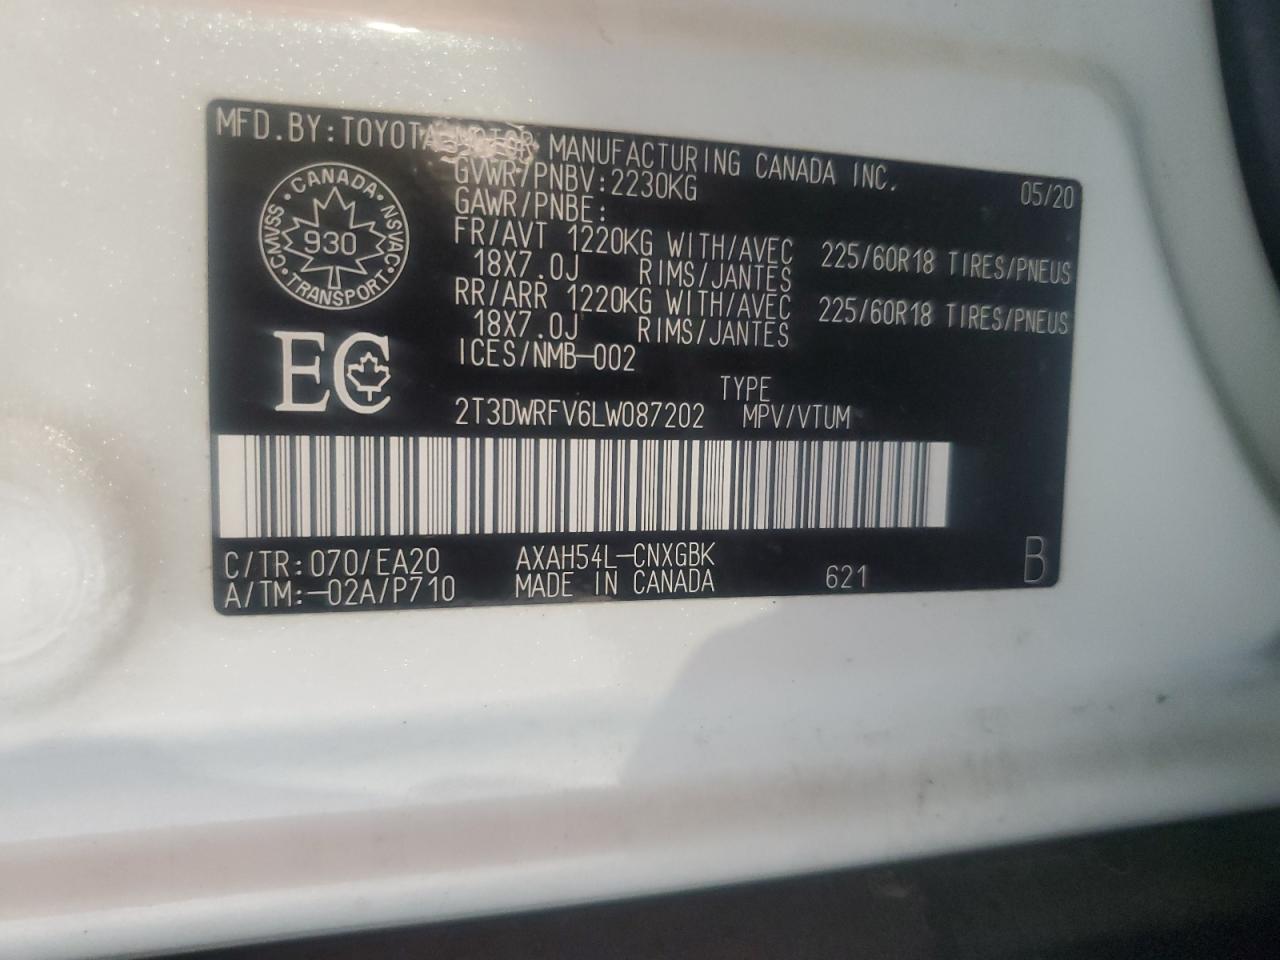 MFD.BY:TOYOTA MOTOR MANUFACTURING CANADA INC.
05/20
GVWR/PNBV:2230KG
GAWR/PNBE:
FR/AVT 1220KG WITH/AVEC 225/60R18 TIRES/PNEUS
18X7.0J RIMS/JANTES
RR/ARR 1220KG WITH/AVEC 225/60R18 TIRES/PNEUS
18X7.0J RIMS/JANTES
ICES/NMB-002
CANADA
CMVSS
930
NSVAC
TRANSPORT
EC
TYPE
2T3DWRFV6LW087202 MPV/VTUM
C/TR:070/EA20 AXAH54L-CNXGBK
A/TM:-02A/P710 MADE IN CANADA 621 B